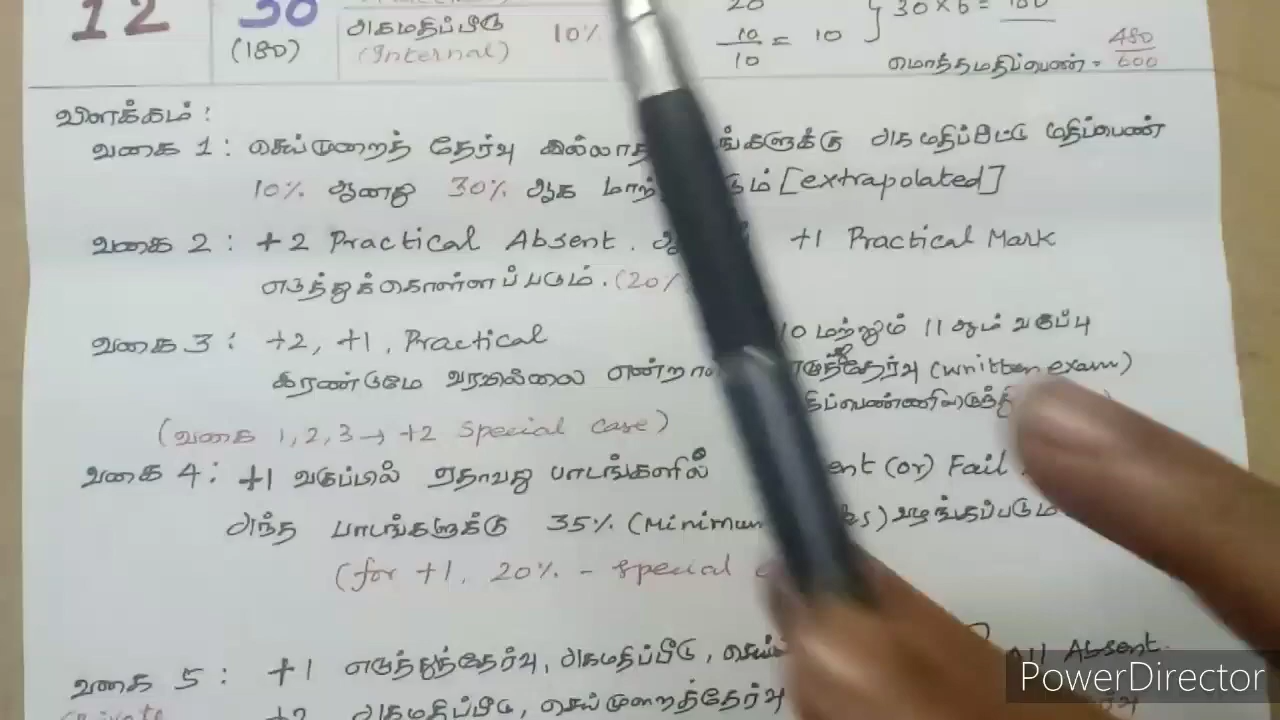 12 30 20 30 × 6 = 180
(180) அகமதிப்பீடு 10% 10/10 = 10
(Internal) மொத்தமதிப்பெண் = 480/600
விளக்கம் :
வகை 1 : செய்முறைத் தேர்வு இல்லாத அகமதிப்பீட்டு மதிப்பெண்
10% ஆனது 30% ஆக [extrapolated]
வகை 2 : +2 Practical Absent. +1 Practical Mark
எடுத்துக்கொள்ளப்படும். (20%
வகை 3 : +2, +1, Practical 10 மற்றும் 11 ஆம் வகுப்பு
இரண்டுமே வரவில்லை (written exam)
(வகை 1, 2, 3 → +2 Special case)
வகை 4 : +1 வகுப்பில் ஏதாவது பாடங்களில் (or) Fail
அந்த பாடங்களுக்கு 35% வழங்கப்படும்
(for +1, 20% - special
வகை 5 : +1 எழுத்துத்தேர்வு, அகமதிப்பீடு, All Absent
+2 அகமதிப்பீடு, செய்முறைத்தேர்வு
PowerDirector